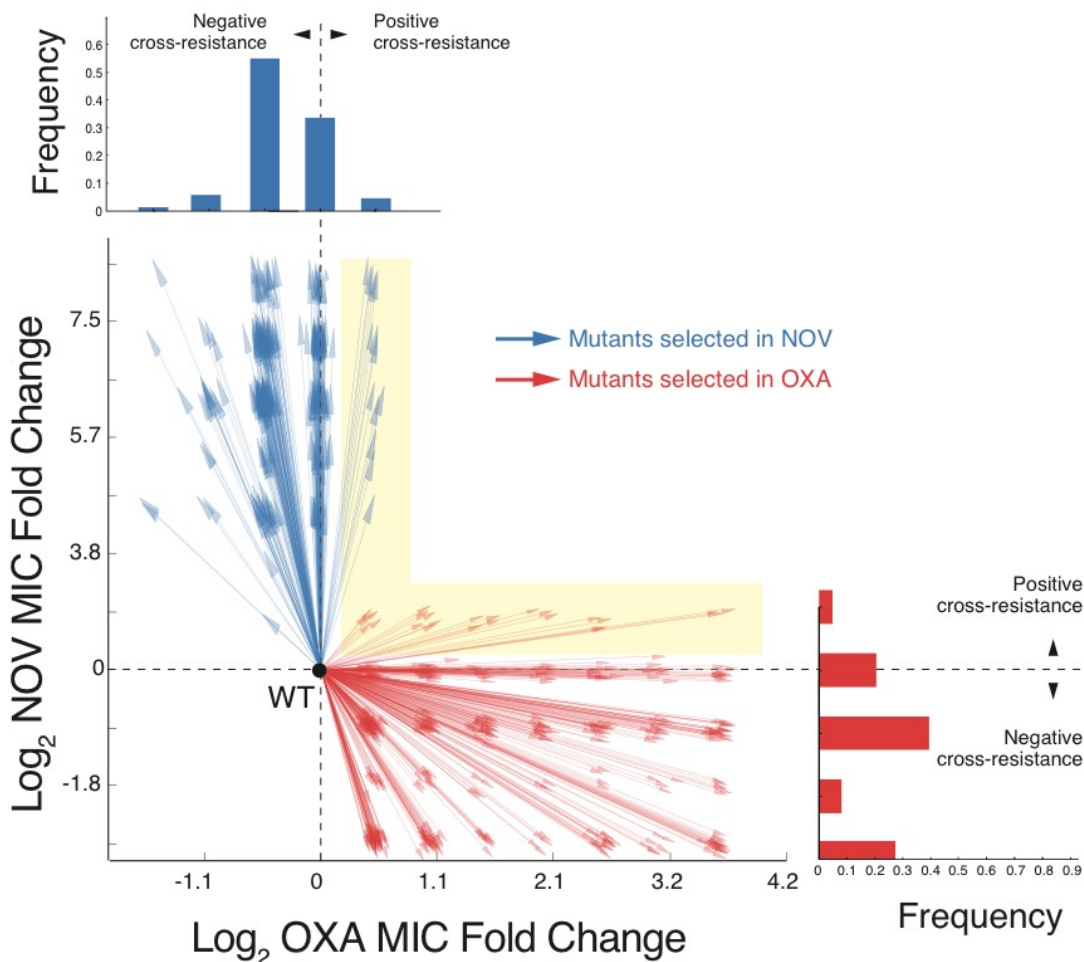 Negative
cross-resistance
Positive
cross-resistance
Frequency
0.6
0.5
0.4
0.3
0.2
0.1
0
Log2 NOV MIC Fold Change
7.5
5.7
3.8
0
-1.8
Mutants selected in NOV
Mutants selected in OXA
WT
-1.1
0
1.1
2.1
3.2
4.2
Log2 OXA MIC Fold Change
Positive
cross-resistance
Negative
cross-resistance
0 0.1 0.2 0.3 0.4 0.5 0.6 0.7 0.8 0.9
Frequency